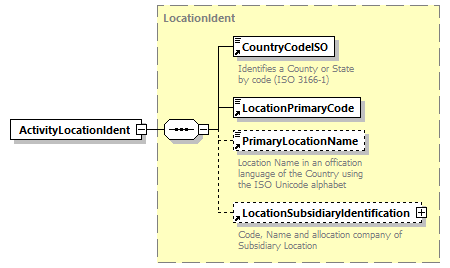 LocationIdent
CountryCodeISO
Identifies a County or State
by code (ISO 3166-1)
LocationPrimaryCode
ActivityLocationIdent
PrimaryLocationName
Location Name in an offication
language of the Country using
the ISO Unicode alphabet
LocationSubsidiaryIdentification
Code, Name and allocation company of
Subsidiary Location